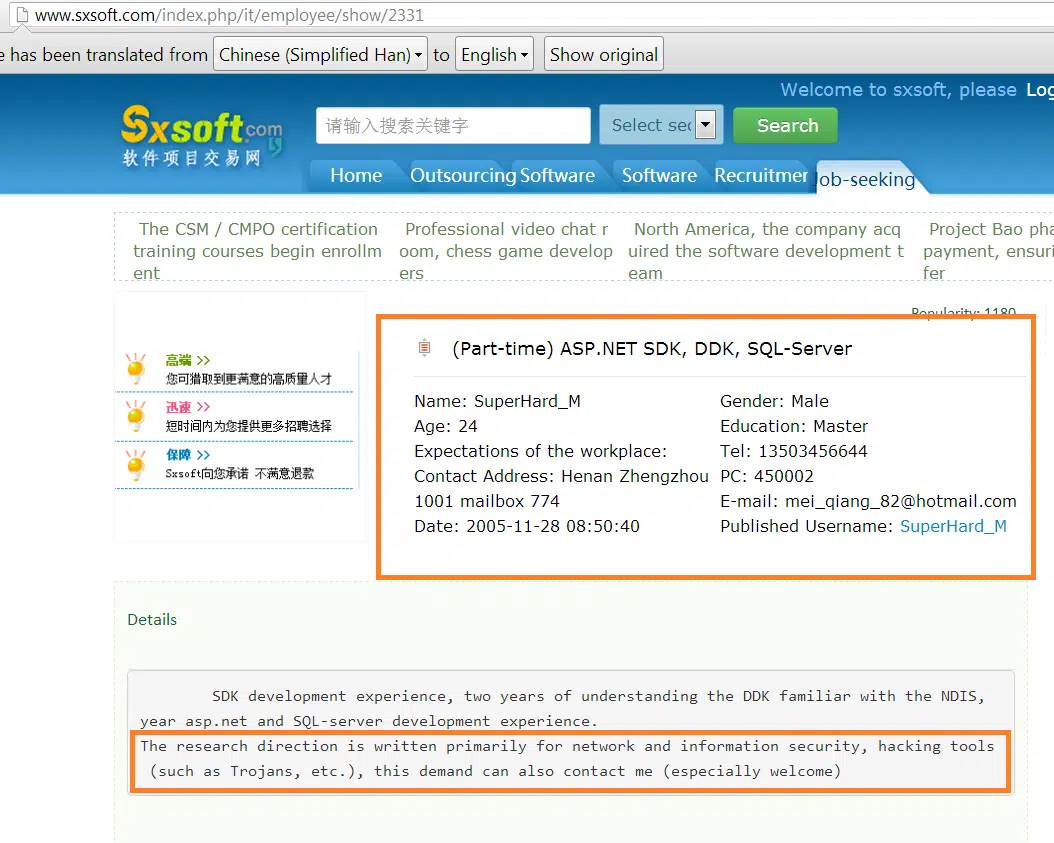 www.sxsoft.com/index.php/it/employee/show/2331
e has been translated from Chinese (Simplified Han) to English Show original
Welcome to sxsoft, please Log
Sxsoft.com
软件项目交易网
请输入搜索关键字
Select sec
Search
Home Outsourcing Software Software Recruitmen Job-seeking
The CSM / CMPO certification
training courses begin enrollm
ent
Professional video chat r
oom, chess game develop
ers
North America, the company acq
uired the software development t
eam
Project Bao pha
payment, ensuri
fer
Popularity: 1180
高端 >>
您可猎取到更满意的高质量人才
迅速 >>
短时间内为您提供更多招聘选择
保障 >>
Sxsoft向您承诺 不满意退款
(Part-time) ASP.NET SDK, DDK, SQL-Server
Name: SuperHard_M
Gender: Male
Age: 24
Education: Master
Expectations of the workplace:
Tel: 13503456644
Contact Address: Henan Zhengzhou
PC: 450002
1001 mailbox 774
E-mail: mei_qiang_82@hotmail.com
Date: 2005-11-28 08:50:40
Published Username: SuperHard_M
Details
SDK development experience, two years of understanding the DDK familiar with the NDIS,
year asp.net and SQL-server development experience.
The research direction is written primarily for network and information security, hacking tools
(such as Trojans, etc.), this demand can also contact me (especially welcome)